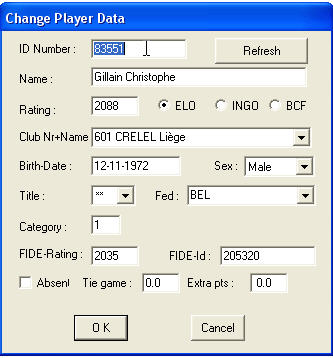 Change Player Data
ID Number : 83551 Refresh
Name : Gillain Christophe
Rating : 2088 ELO INGO BCF
Club Nr+Name 601 CRELEL Liège
Birth-Date : 12-11-1972 Sex : Male
Title : ** Fed : BEL
Category : 1
FIDE-Rating : 2035 FIDE-Id : 205320
Absent Tie game : 0.0 Extra pts : 0.0
O K Cancel